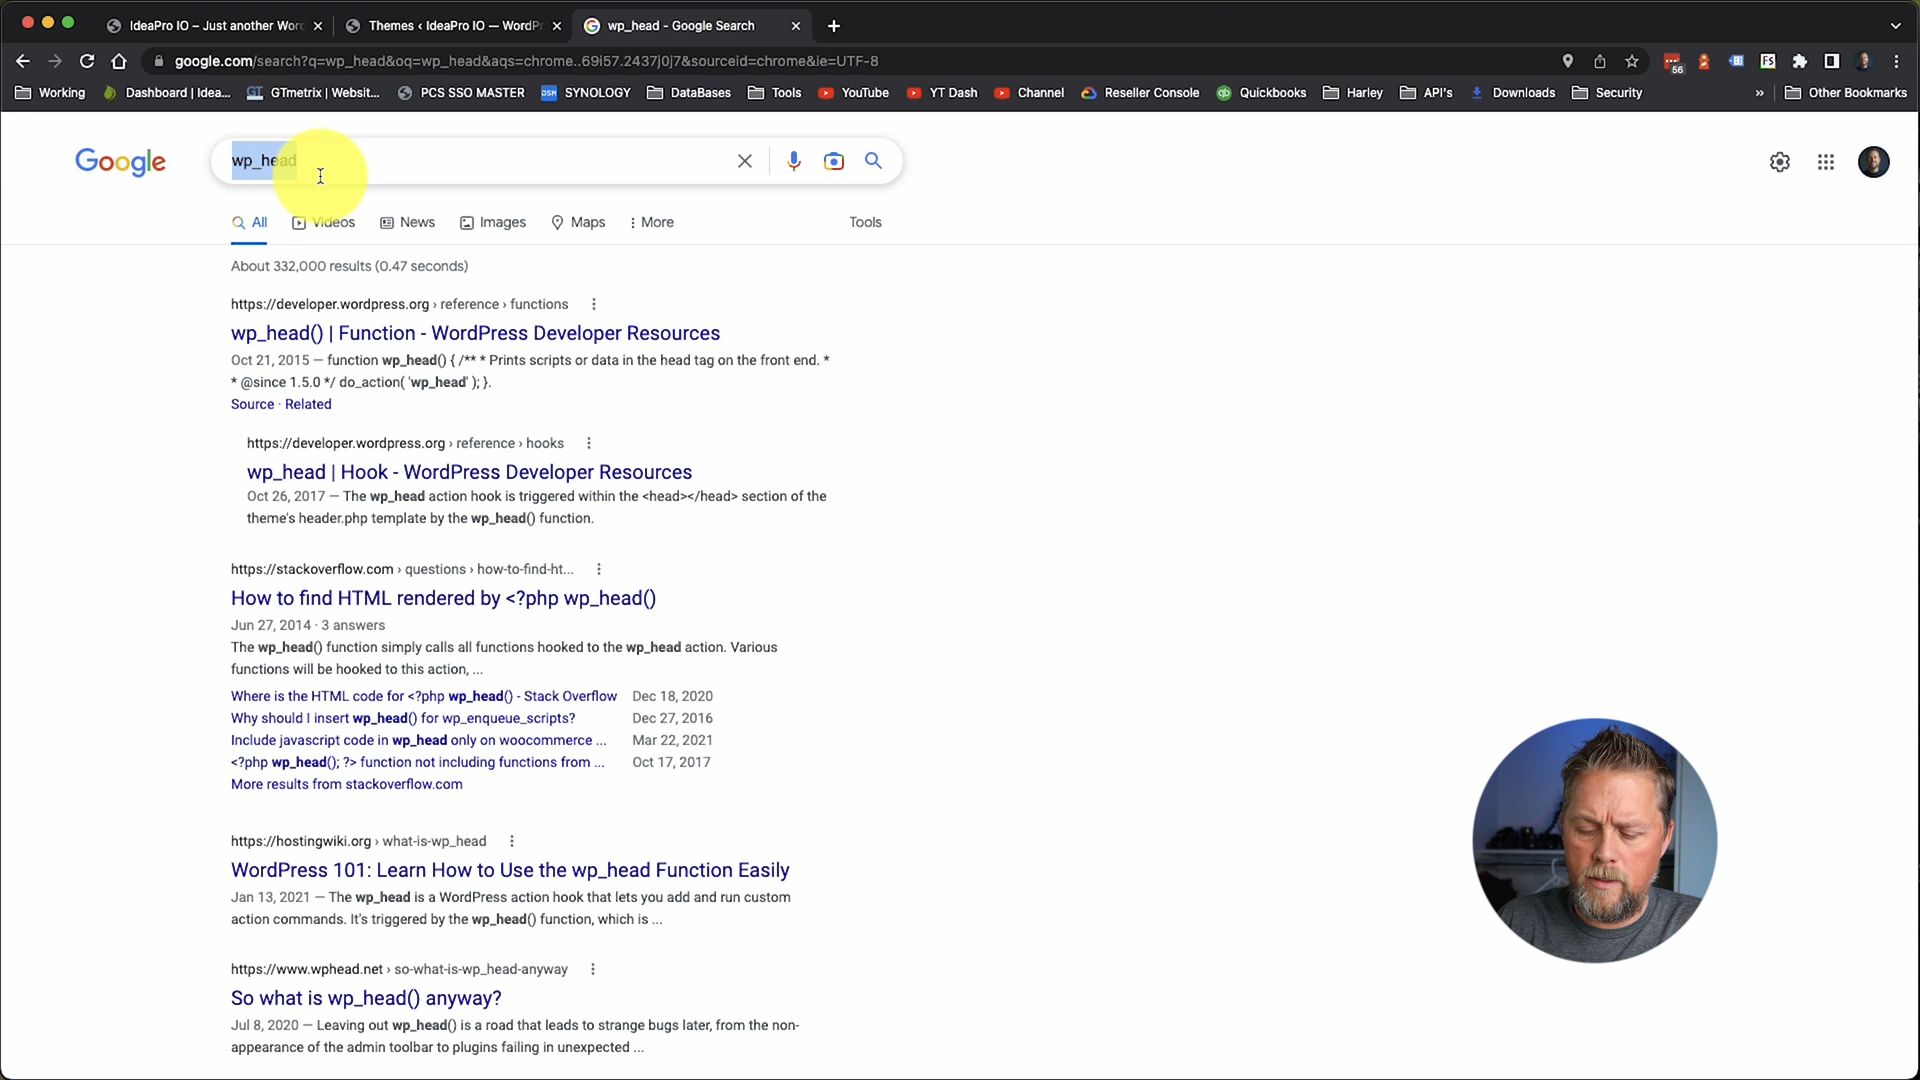 IdeaPro IO – Just another Wor
Themes ‹ IdeaPro IO — WordPr
wp_head - Google Search
google.com/search?q=wp_head&oq=wp_head&aqs=chrome..69i57.2437j0j7&sourceid=chrome&ie=UTF-8
56
FS
Working
Dashboard | Idea...
GTmetrix | Websit...
PCS SSO MASTER
DSM SYNOLOGY
DataBases
Tools
YouTube
YT Dash
Channel
Reseller Console
Quickbooks
Harley
API's
Downloads
Security
»
Other Bookmarks
Google
wp_head
All
Videos
News
Images
Maps
More
Tools
About 332,000 results (0.47 seconds)
https://developer.wordpress.org › reference › functions
wp_head() | Function - WordPress Developer Resources
Oct 21, 2015 — function wp_head() { /** * Prints scripts or data in the head tag on the front end. *
* @since 1.5.0 */ do_action( 'wp_head' ); }.
Source · Related
https://developer.wordpress.org › reference › hooks
wp_head | Hook - WordPress Developer Resources
Oct 26, 2017 — The wp_head action hook is triggered within the <head></head> section of the
theme's header.php template by the wp_head() function.
https://stackoverflow.com › questions › how-to-find-ht...
How to find HTML rendered by <?php wp_head()
Jun 27, 2014 · 3 answers
The wp_head() function simply calls all functions hooked to the wp_head action. Various
functions will be hooked to this action, ...
Where is the HTML code for <?php wp_head() - Stack Overflow Dec 18, 2020
Why should I insert wp_head() for wp_enqueue_scripts? Dec 27, 2016
Include javascript code in wp_head only on woocommerce ... Mar 22, 2021
<?php wp_head(); ?> function not including functions from ... Oct 17, 2017
More results from stackoverflow.com
https://hostingwiki.org › what-is-wp_head
WordPress 101: Learn How to Use the wp_head Function Easily
Jan 13, 2021 — The wp_head is a WordPress action hook that lets you add and run custom
action commands. It's triggered by the wp_head() function, which is ...
https://www.wphead.net › so-what-is-wp_head-anyway
So what is wp_head() anyway?
Jul 8, 2020 — Leaving out wp_head() is a road that leads to strange bugs later, from the non-
appearance of the admin toolbar to plugins failing in unexpected ...